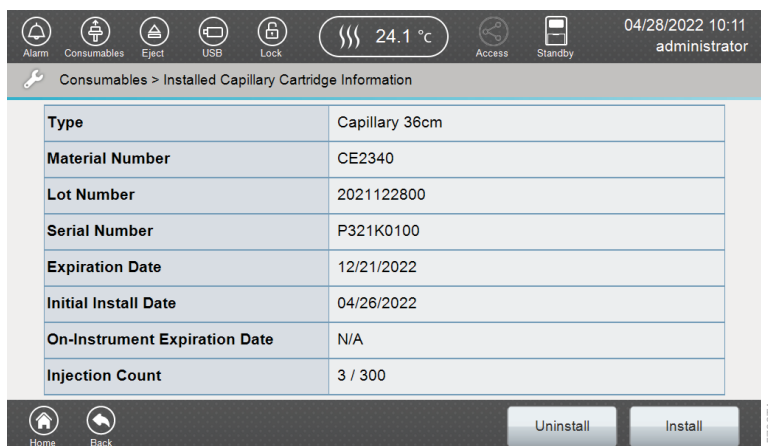 04/28/2022 10:11
24.1 °c
administrator
Alarm Consumables Eject USB Lock Access Standby
Consumables > Installed Capillary Cartridge Information
Type Capillary 36cm
Material Number CE2340
Lot Number 2021122800
Serial Number P321K0100
Expiration Date 12/21/2022
Initial Install Date 04/26/2022
On-Instrument Expiration Date N/A
Injection Count 3 / 300
Uninstall Install
Home Back